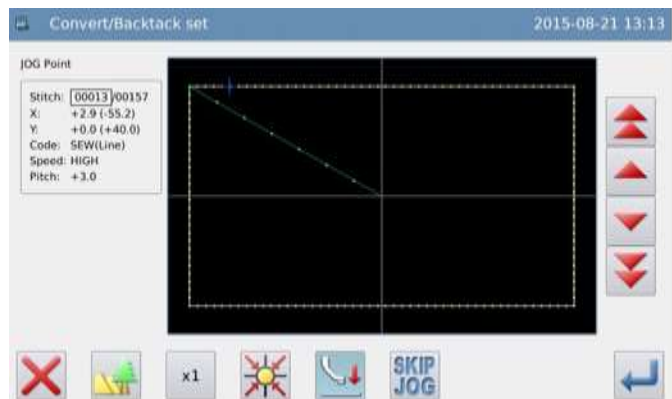 Convert/Backtack set 2015-08-21 13:13
JOG Point
Stitch: 00013/00157
X: +2.9 (-55.2)
Y: +0.0 (+40.0)
Code: SEW(Line)
Speed: HIGH
Pitch: +3.0
x1
SKIP
JOG